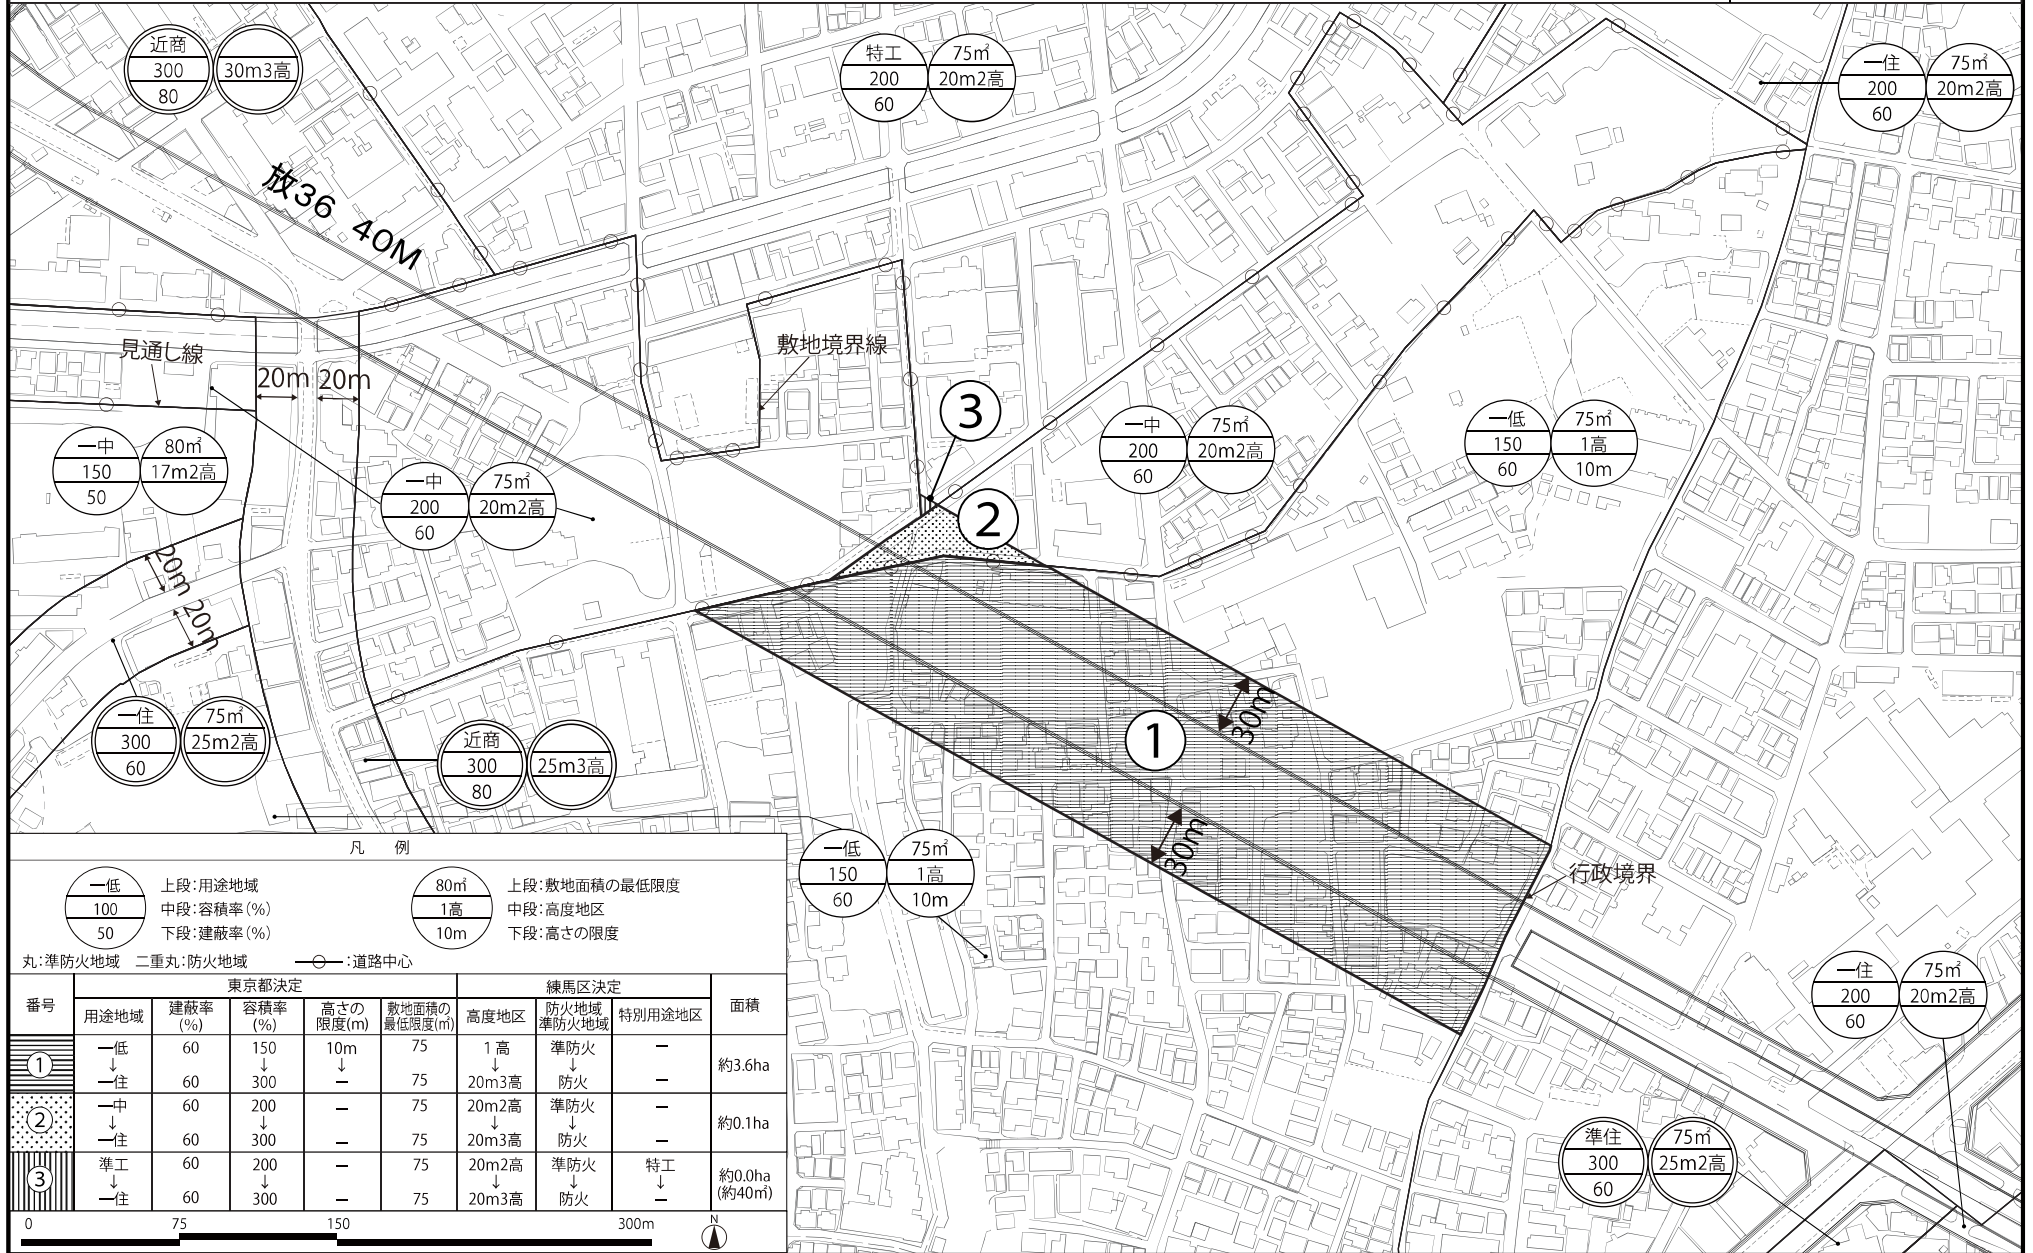 近商
300
80
30m3高
特工
200
60
75㎡
20m2高
一住
200
60
75㎡
20m2高
放36 40M
見通し線
20m 20m
敷地境界線
3
2
一中
150
50
80㎡
17m2高
一中
200
60
75㎡
20m2高
一中
200
60
75㎡
20m2高
一低
150
60
75㎡
1高
10m
20m 20m
一住
300
60
75㎡
25m2高
近商
300
80
25m3高
1
30m
30m
行政境界
一低
150
60
75㎡
1高
10m
一住
200
60
75㎡
20m2高
準住
300
60
75㎡
25m2高
凡 例
一低 上段:用途地域
100 中段:容積率(%)
50 下段:建蔽率(%)
80㎡ 上段:敷地面積の最低限度
1高 中段:高度地区
10m 下段:高さの限度
丸:準防火地域 二重丸:防火地域 :道路中心
番号 東京都決定 練馬区決定 面積
用途地域 建蔽率(%) 容積率(%) 高さの限度(m) 敷地面積の最低限度(㎡) 高度地区 防火地域準防火地域 特別用途地区
① 約3.6ha
一低 60 150 10m 75 1高 準防火 ー
↓ ↓ ↓ ↓ ↓
一住 60 300 ー 75 20m3高 防火 ー
② 約0.1ha
一中 60 200 ー 75 20m2高 準防火 ー
↓ ↓ ↓ ↓
一住 60 300 ー 75 20m3高 防火 ー
③ 約0.0ha (約40㎡)
準工 60 200 ー 75 20m2高 準防火 特工
↓ ↓ ↓ ↓ ↓
一住 60 300 ー 75 20m3高 防火 ー
0 75 150 300m
N